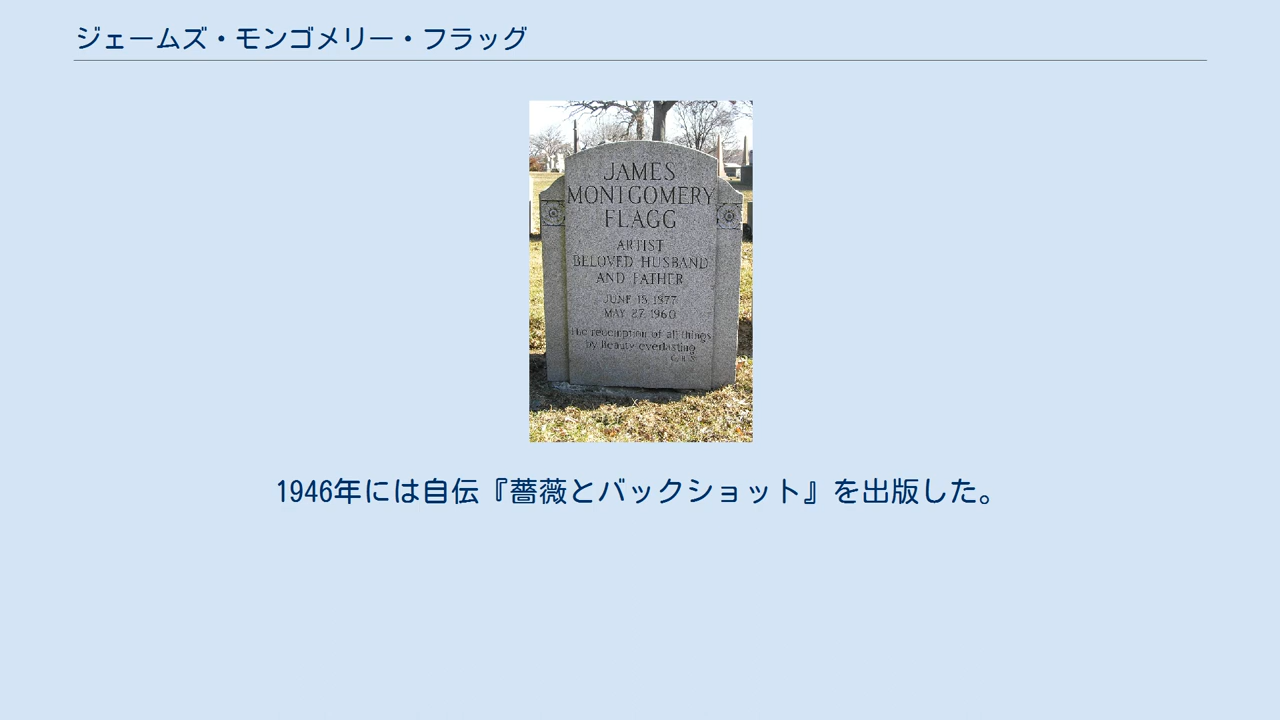 ジェームズ・モンゴメリー・フラッグ
JAMES
MONTGOMERY
FLAGG
ARTIST
BELOVED HUSBAND
AND FATHER
JUNE 18, 1877
MAY 27, 1960
The redemption of all things
by Beauty everlasting
1946年には自伝『薔薇とバックショット』を出版した。